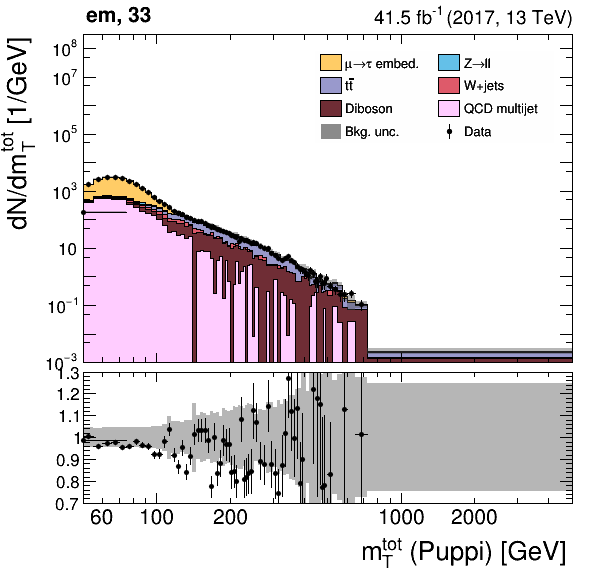 em, 33
41.5 fb⁻¹ (2017, 13 TeV)
dN/dm_T^tot [1/GeV]
10⁸
10⁷
10⁵
10³
10
10⁻¹
10⁻³
μ→τ embed.
Z→ll
tt̅
W+jets
Diboson
QCD multijet
Bkg. unc.
Data
1.3
1.2
1.1
1
0.9
0.8
0.7
60
100
200
1000
2000
m_T^tot (Puppi) [GeV]